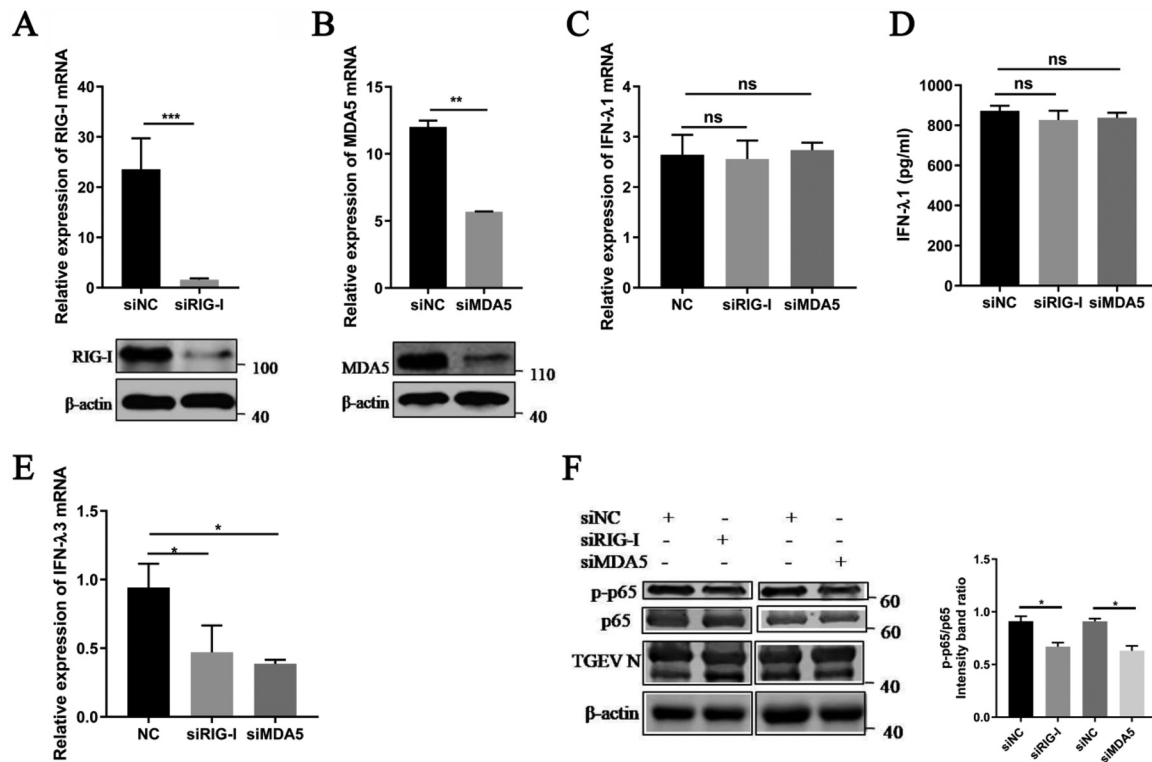 A
Relative expression of RIG-I mRNA
40
30
20
10
0
***
siNC siRIG-I
RIG-I
100
β-actin
40
B
Relative expression of MDA5 mRNA
15
10
5
0
**
siNC siMDA5
MDA5
110
β-actin
40
C
Relative expression of IFN-λ1 mRNA
4
3
2
1
0
ns
ns
NC siRIG-I siMDA5
D
IFN-λ1 (pg/ml)
1000
800
600
400
200
0
ns
ns
siNC siRIG-I siMDA5
E
Relative expression of IFN-λ3 mRNA
1.5
1.0
0.5
0.0
*
*
NC siRIG-I siMDA5
F
siNC + - + -
siRIG-I - + - -
siMDA5 - - - +
p-p65
60
p65
60
TGEV N
40
β-actin
40
p-p65/p65
Intensity band ratio
1.5
1.0
0.5
0.0
* *
siNC siRIG-I siNC siMDA5